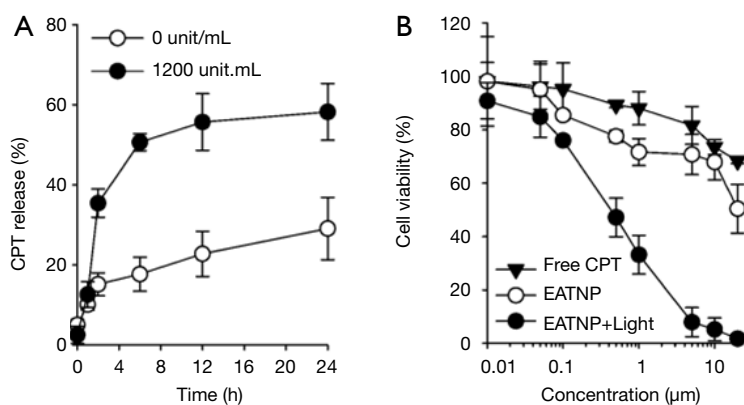 A
80
60
40
20
0
CPT release (%)
0 unit/mL
1200 unit.mL
0 4 8 12 16 20 24
Time (h)
B
120
100
80
60
40
20
0
Cell viability (%)
Free CPT
EATNP
EATNP+Light
0.01 0.1 1 10
Concentration (µm)